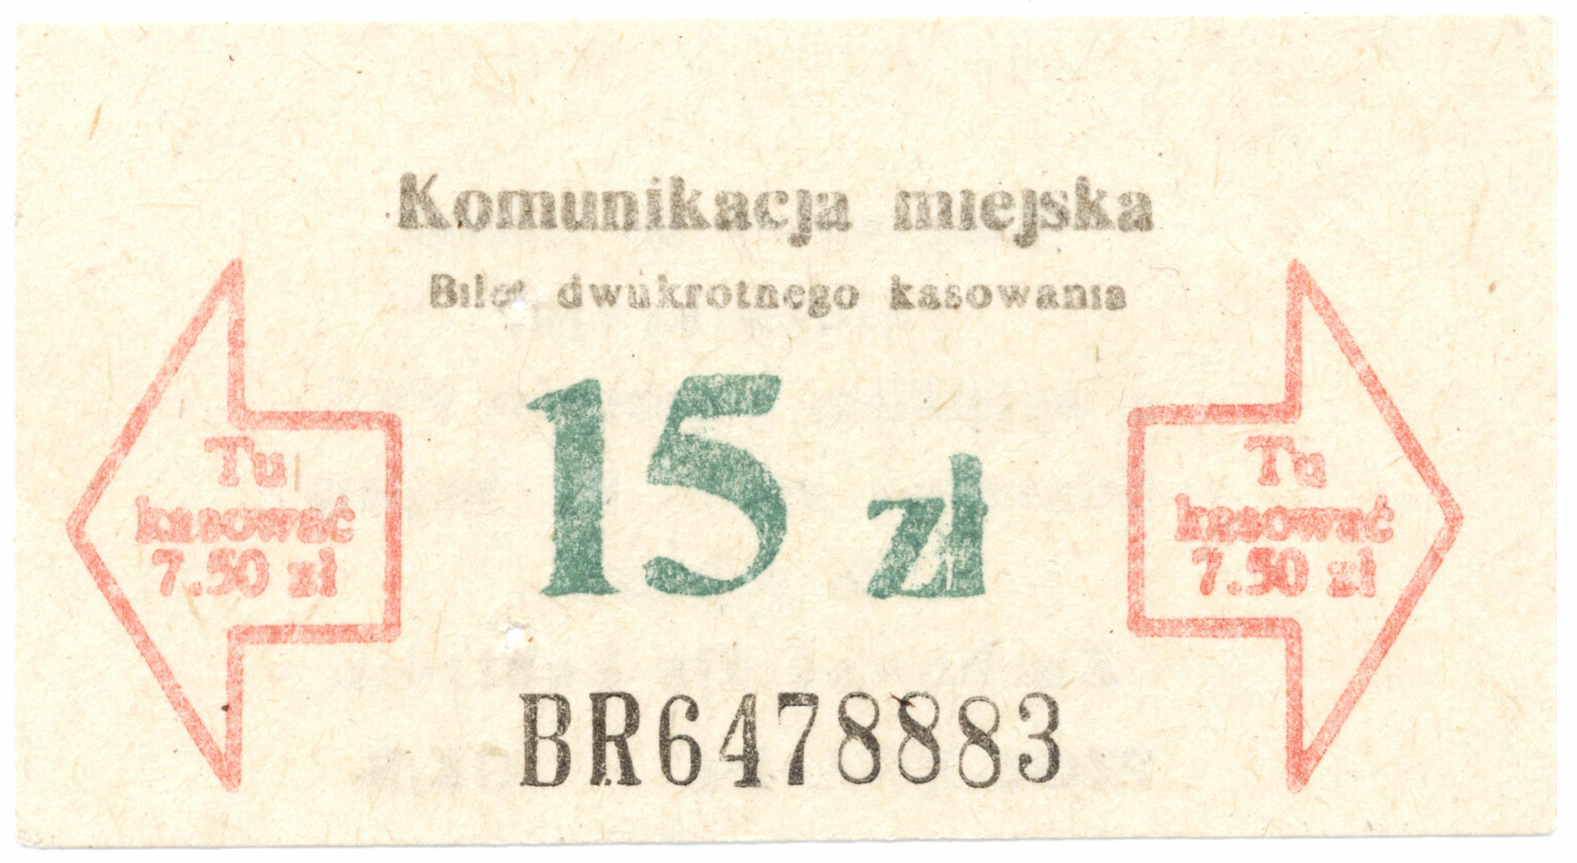 Komunikacja miejska
Bilet dwukrotnego kasowania
Tu
kasować
7.50 zł
15 zł
Tu
kasować
7.50 zł
BR6478883